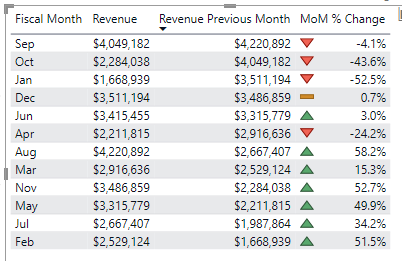 Fiscal Month Revenue Revenue Previous Month MoM % Change
Sep $4,049,182 $4,220,892 -4.1%
Oct $2,284,038 $4,049,182 -43.6%
Jan $1,668,939 $3,511,194 -52.5%
Dec $3,511,194 $3,486,859 0.7%
Jun $3,415,455 $3,315,779 3.0%
Apr $2,211,815 $2,916,636 -24.2%
Aug $4,220,892 $2,667,407 58.2%
Mar $2,916,636 $2,529,124 15.3%
Nov $3,486,859 $2,284,038 52.7%
May $3,315,779 $2,211,815 49.9%
Jul $2,667,407 $1,987,864 34.2%
Feb $2,529,124 $1,668,939 51.5%